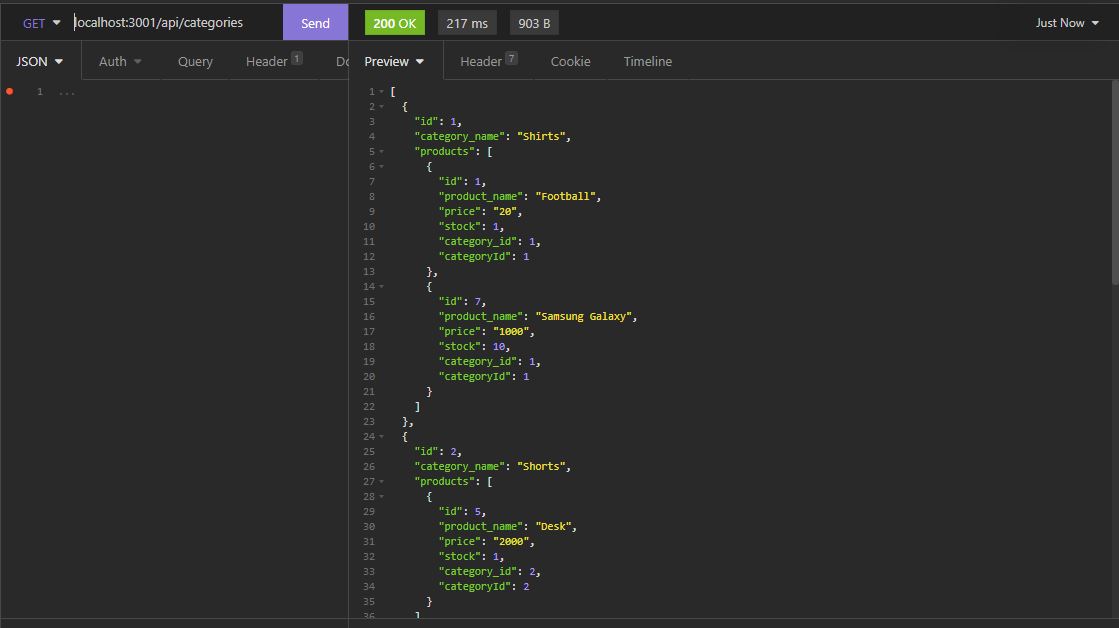 GET localhost:3001/api/categories Send 200 OK 217 ms 903 B Just Now
JSON Auth Query Header 1 Do Preview Header 7 Cookie Timeline
1 ...
1 [
2 {
3 "id": 1,
4 "category_name": "Shirts",
5 "products": [
6 {
7 "id": 1,
8 "product_name": "Football",
9 "price": "20",
10 "stock": 1,
11 "category_id": 1,
12 "categoryId": 1
13 },
14 {
15 "id": 7,
16 "product_name": "Samsung Galaxy",
17 "price": "1000",
18 "stock": 10,
19 "category_id": 1,
20 "categoryId": 1
21 }
22 ]
23 },
24 {
25 "id": 2,
26 "category_name": "Shorts",
27 "products": [
28 {
29 "id": 5,
30 "product_name": "Desk",
31 "price": "2000",
32 "stock": 1,
33 "category_id": 2,
34 "categoryId": 2
35 }
36 ]